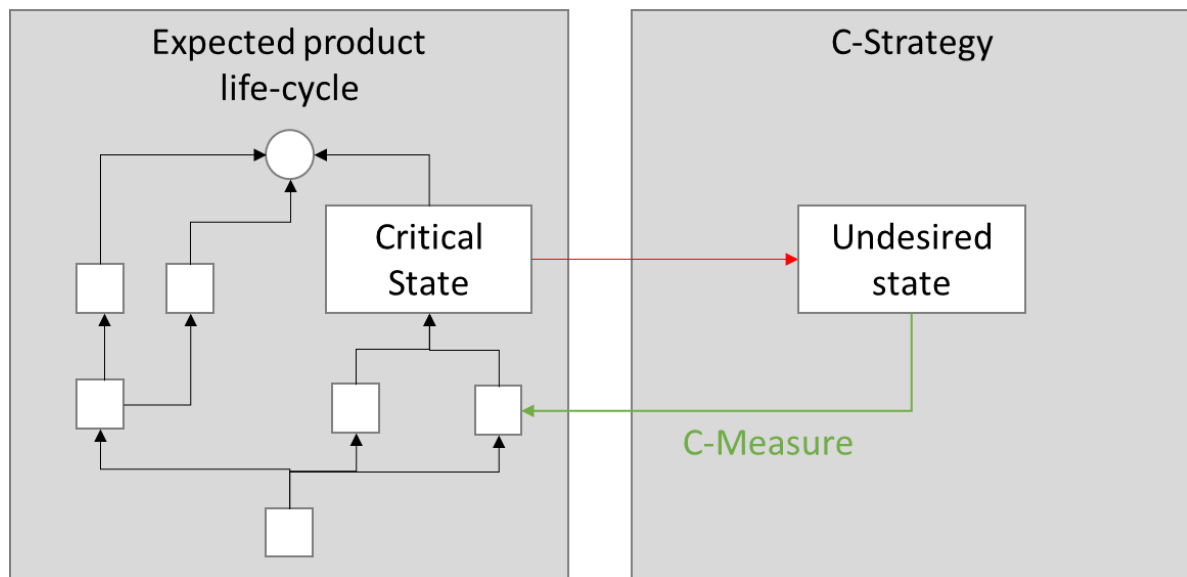 Expected product
life-cycle
Critical
State
C-Strategy
Undesired
state
C-Measure